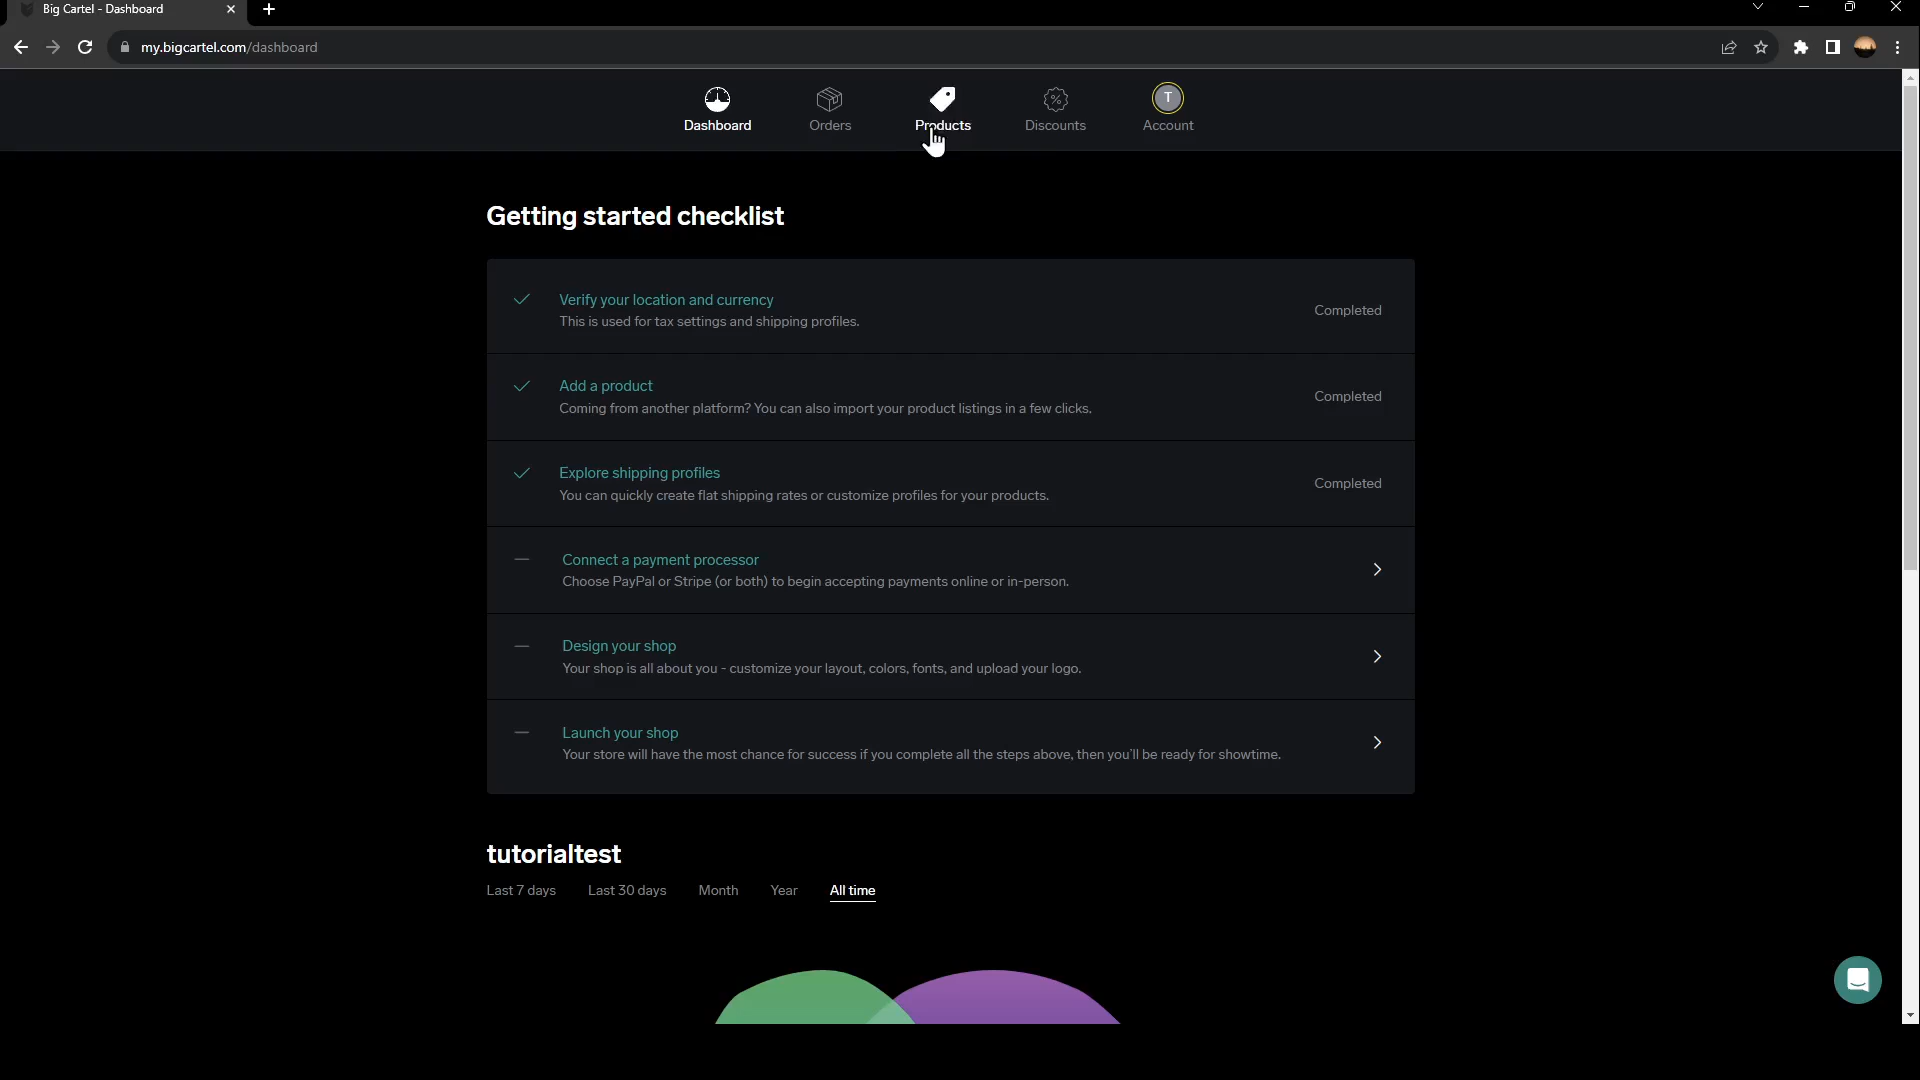 Big Cartel - Dashboard
my.bigcartel.com/dashboard
Dashboard
Orders
Products
Discounts
T
Account
Getting started checklist
Verify your location and currency
This is used for tax settings and shipping profiles.
Completed
Add a product
Coming from another platform? You can also import your product listings in a few clicks.
Completed
Explore shipping profiles
You can quickly create flat shipping rates or customize profiles for your products.
Completed
Connect a payment processor
Choose PayPal or Stripe (or both) to begin accepting payments online or in-person.
Design your shop
Your shop is all about you - customize your layout, colors, fonts, and upload your logo.
Launch your shop
Your store will have the most chance for success if you complete all the steps above, then you'll be ready for showtime.
tutorialtest
Last 7 days Last 30 days Month Year All time